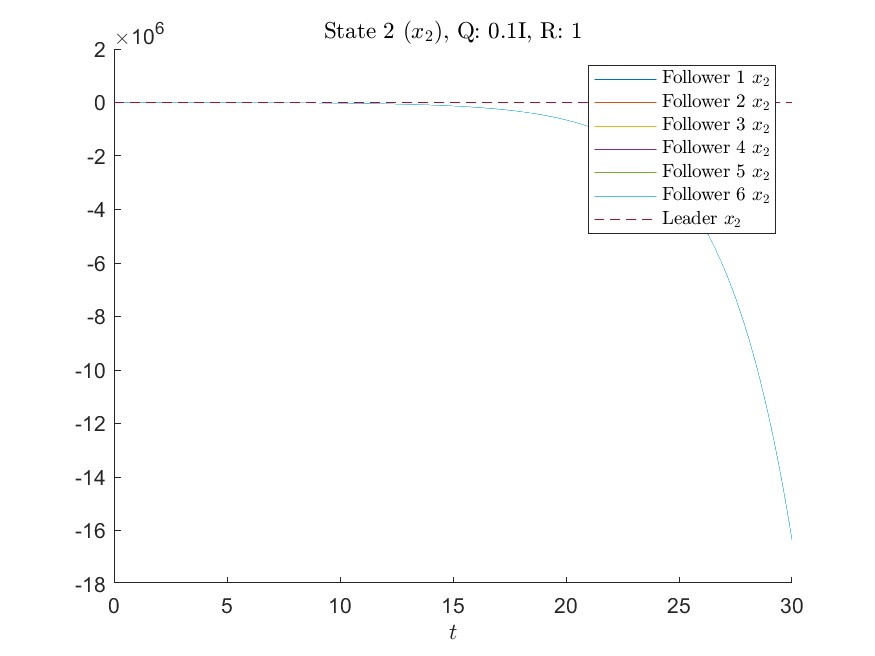 State 2 (x₂), Q: 0.1I, R: 1
×10⁶
2
0
-2
-4
-6
-8
-10
-12
-14
-16
-18
0 5 10 15 20 25 30
t
Follower 1 x₂
Follower 2 x₂
Follower 3 x₂
Follower 4 x₂
Follower 5 x₂
Follower 6 x₂
Leader x₂